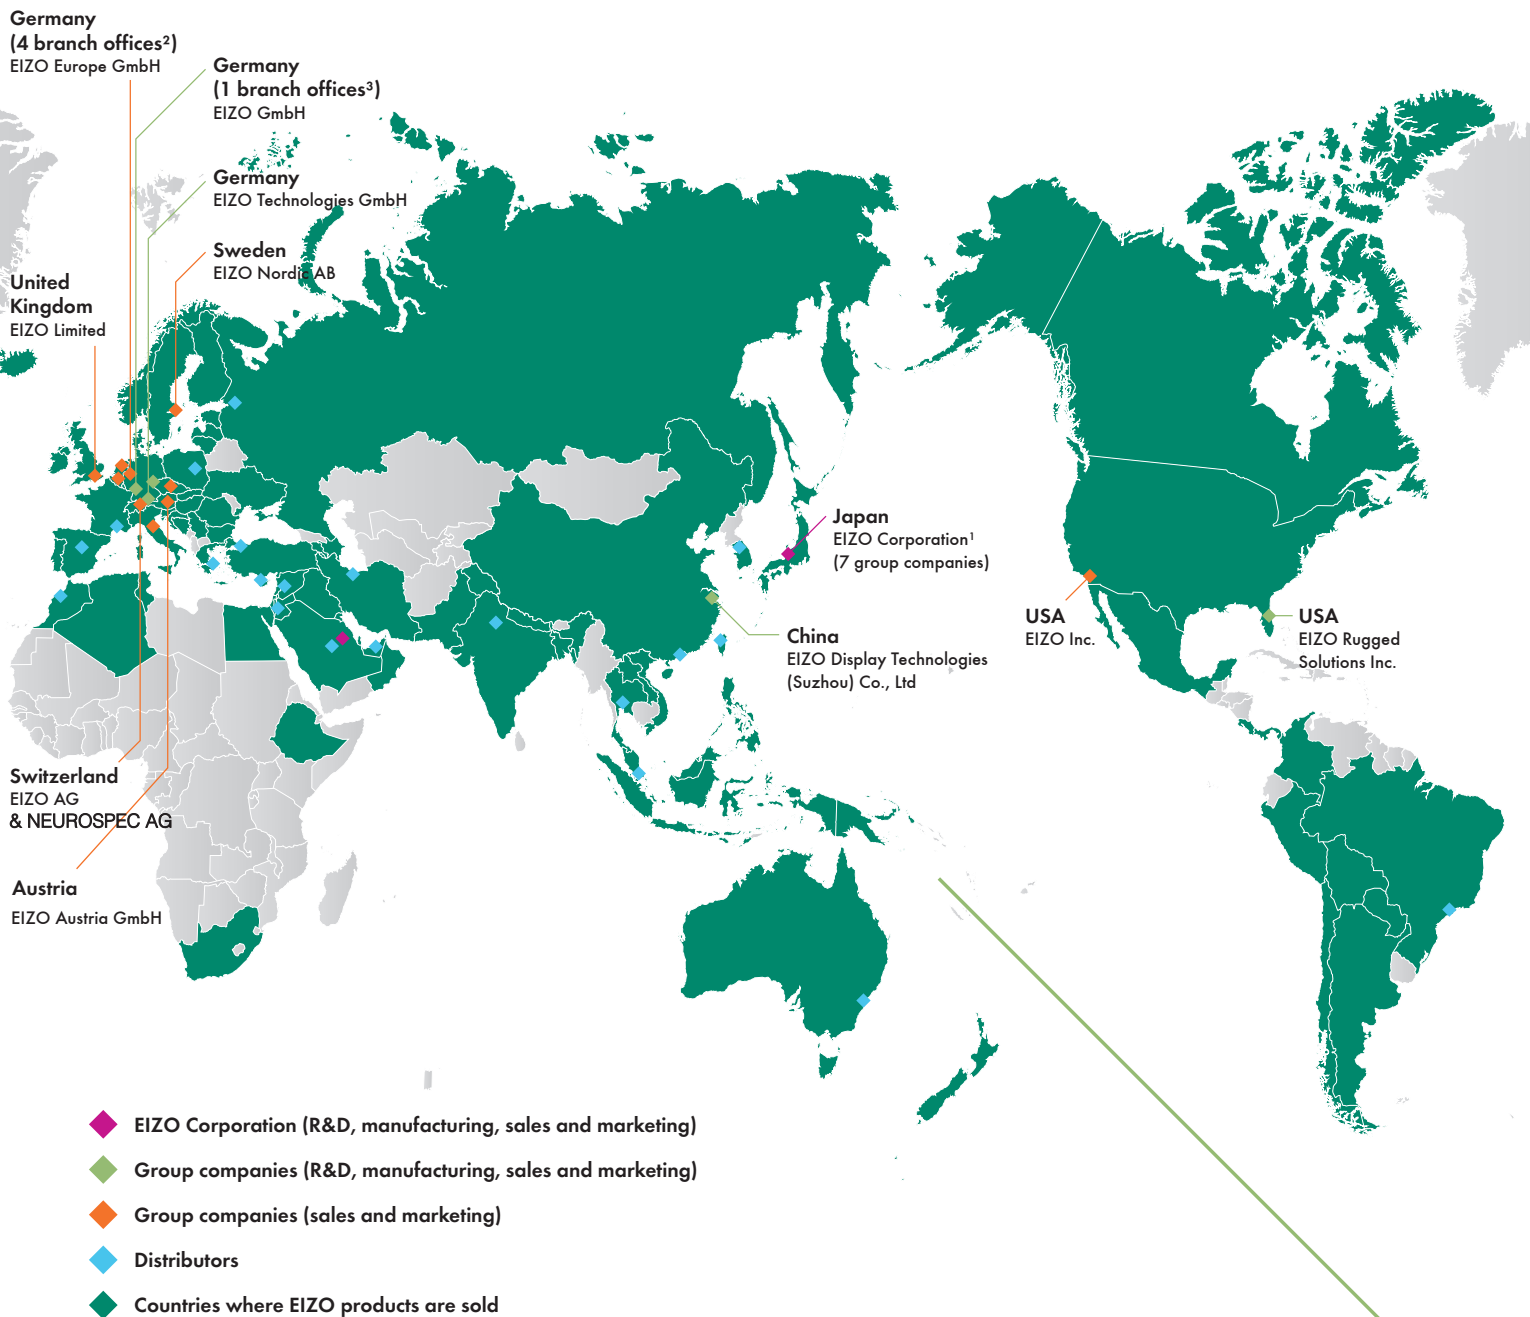 Germany
(4 branch offices²)
EIZO Europe GmbH
Germany
(1 branch offices³)
EIZO GmbH
Germany
EIZO Technologies GmbH
Sweden
EIZO Nordic AB
United
Kingdom
EIZO Limited
Japan
EIZO Corporation¹
(7 group companies)
China
EIZO Display Technologies
(Suzhou) Co., Ltd
USA
EIZO Inc.
USA
EIZO Rugged
Solutions Inc.
Switzerland
EIZO AG
& NEUROSPEC AG
Austria
EIZO Austria GmbH
EIZO Corporation (R&D, manufacturing, sales and marketing)
Group companies (R&D, manufacturing, sales and marketing)
Group companies (sales and marketing)
Distributors
Countries where EIZO products are sold